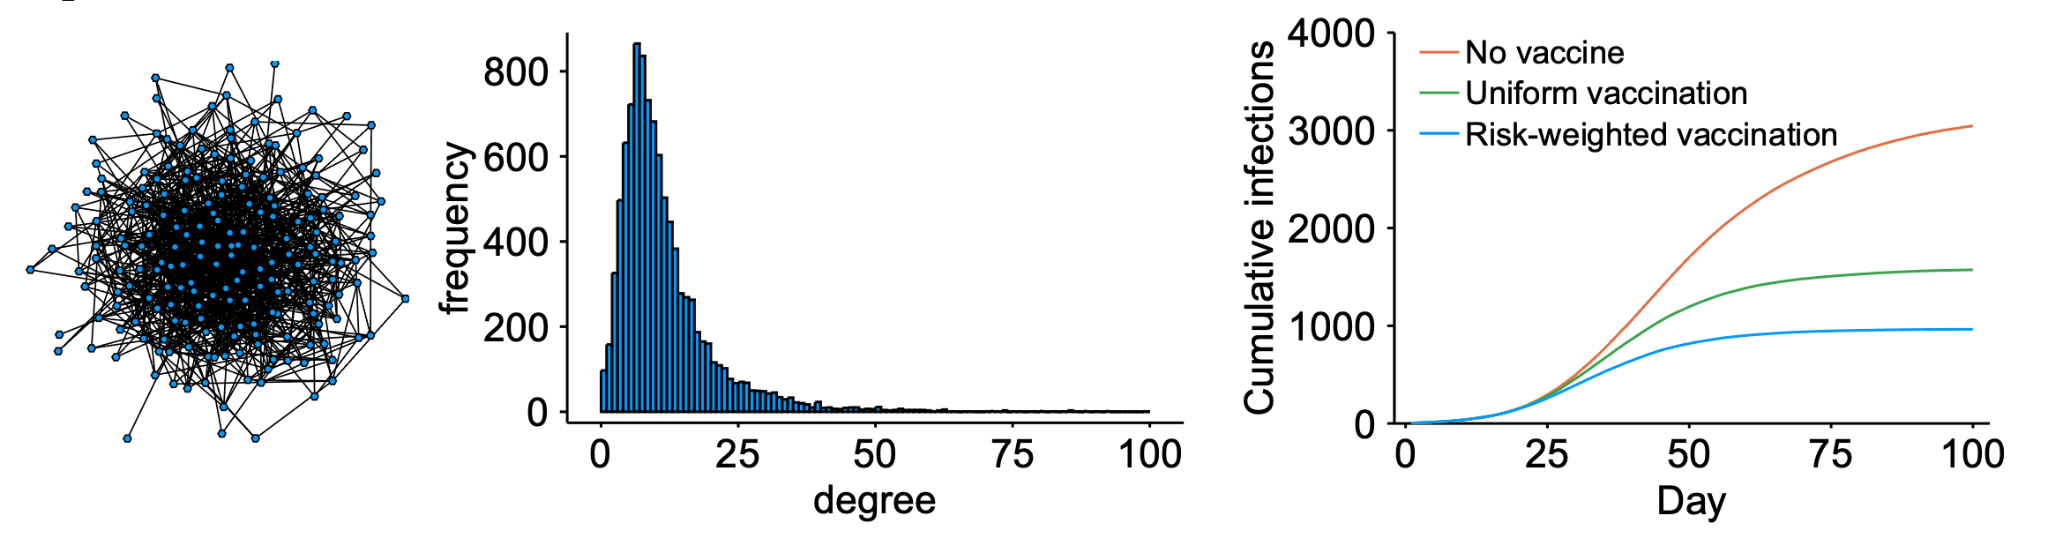 frequency
800
600
400
200
0
0 25 50 75 100
degree
Cumulative infections
4000
3000
2000
1000
0
No vaccine
Uniform vaccination
Risk-weighted vaccination
0 25 50 75 100
Day